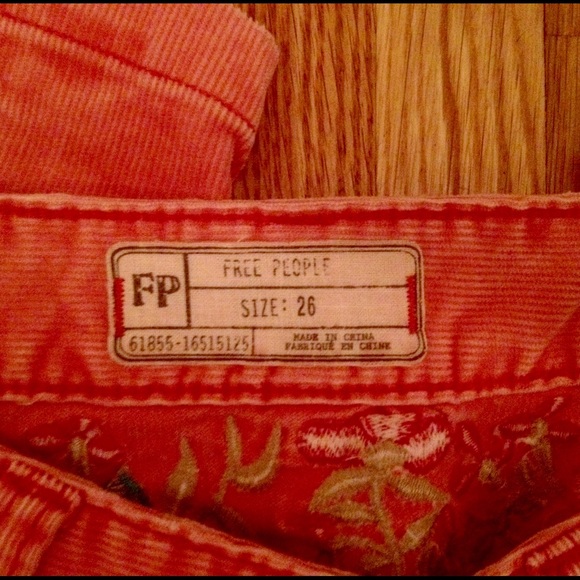 FP
FREE PEOPLE
SIZE: 26
61855-16515125
MADE IN CHINA
FABRIQUÉ EN CHINE